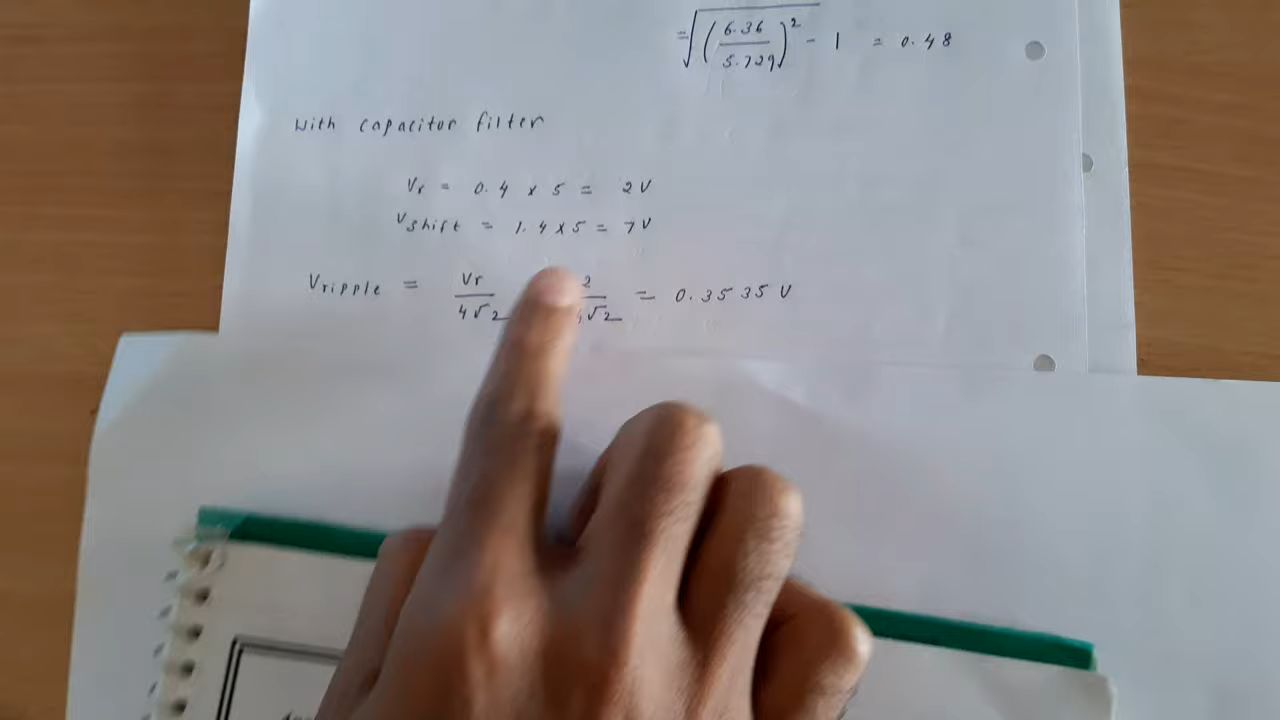 = √(6.36/5.729)² - 1 = 0.48
With capacitor filter
Vr = 0.4 x 5 = 2V
Vshift = 1.4 x 5 = 7V
Vripple = Vr/4√2 2/4√2 = 0.3535 V